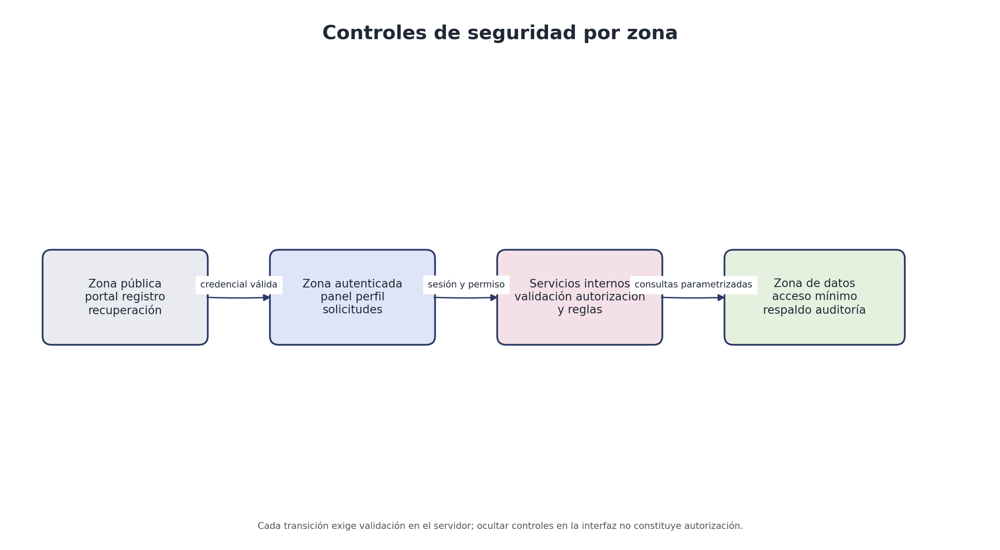 Controles de seguridad por zona
Zona pública
portal registro
recuperación
credencial válida
Zona autenticada
panel perfil
solicitudes
sesión y permiso
Servicios internos
validación autorización
y reglas
consultas parametrizadas
Zona de datos
acceso mínimo
respaldo auditoría
Cada transición exige validación en el servidor; ocultar controles en la interfaz no constituye autorización.